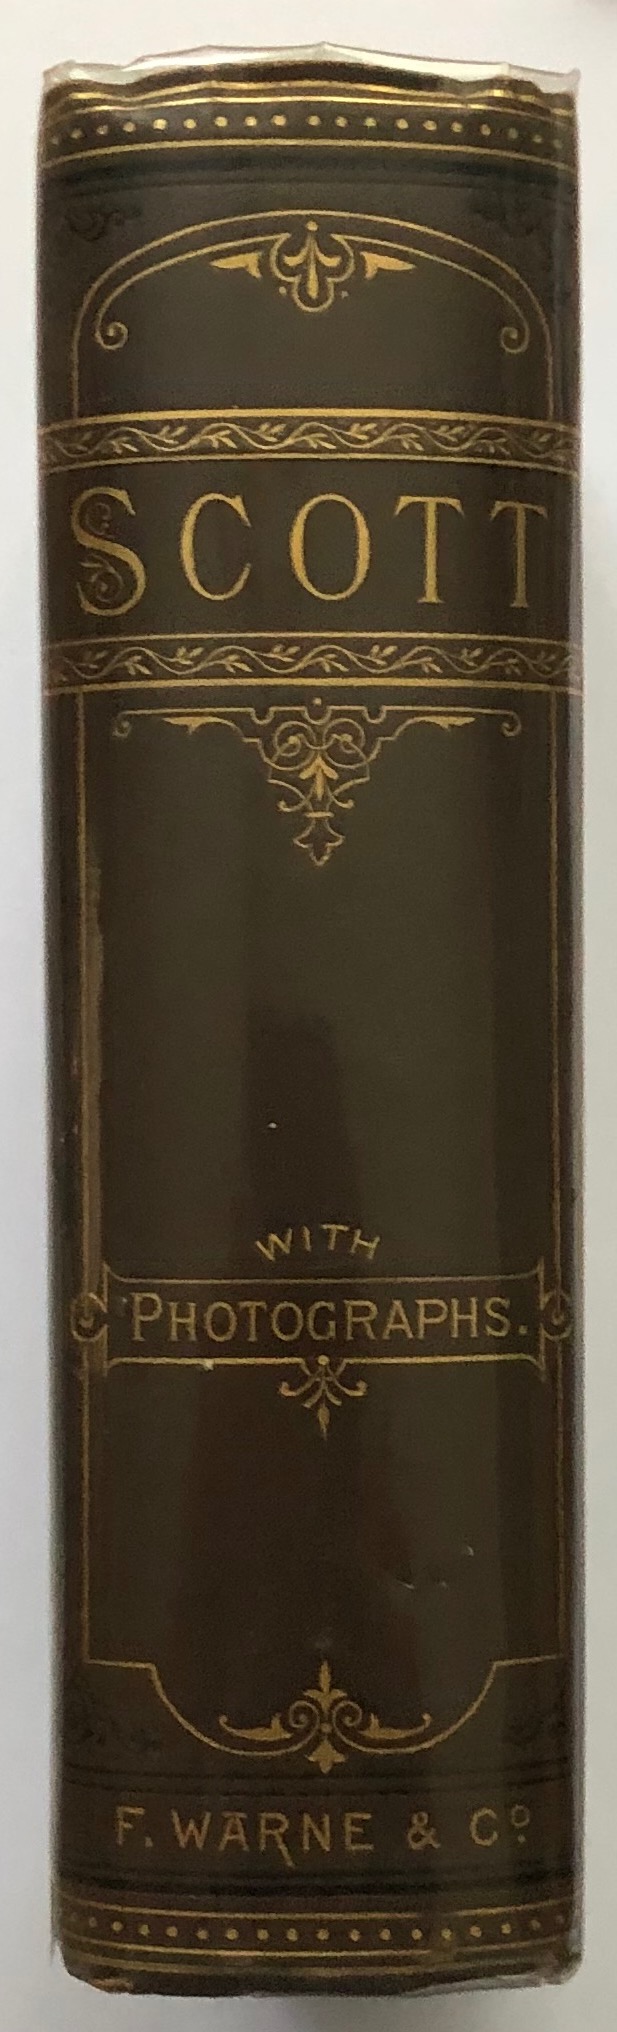 SCOTT
WITH
PHOTOGRAPHS.
F. WARNE & Cº